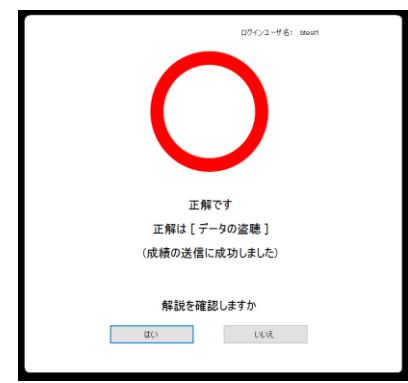 ログインユーザ名: btest1
正解です
正解は [ データの盗聴 ]
(成績の送信に成功しました)
解説を確認しますか
はい
いいえ